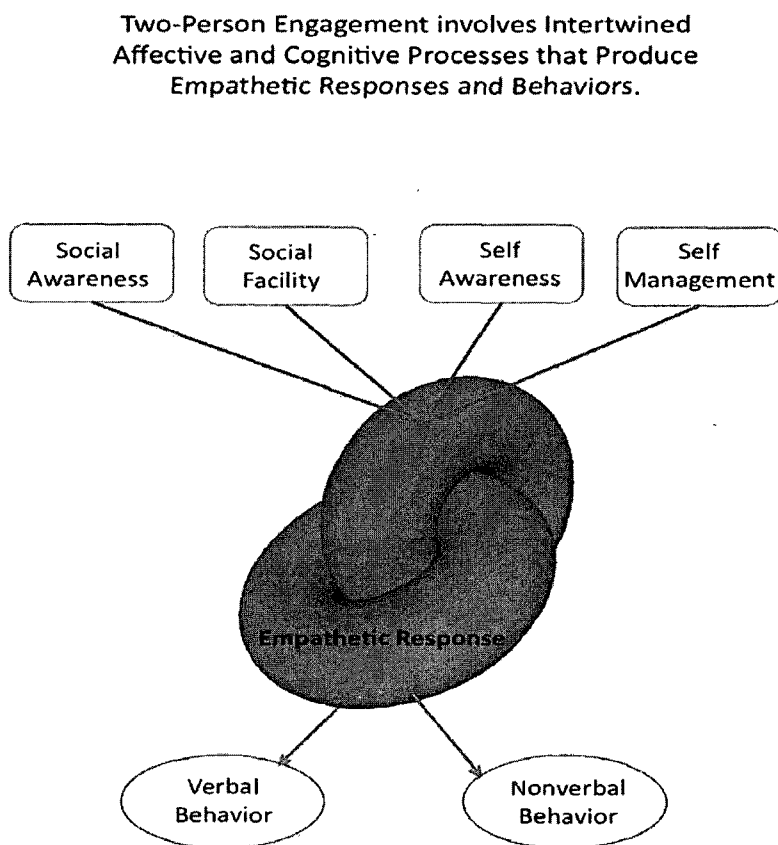 Two-Person Engagement involves Intertwined
Affective and Cognitive Processes that Produce
Empathetic Responses and Behaviors.
Social
Awareness
Social
Facility
Self
Awareness
Self
Management
Empathetic Response
Verbal
Behavior
Nonverbal
Behavior